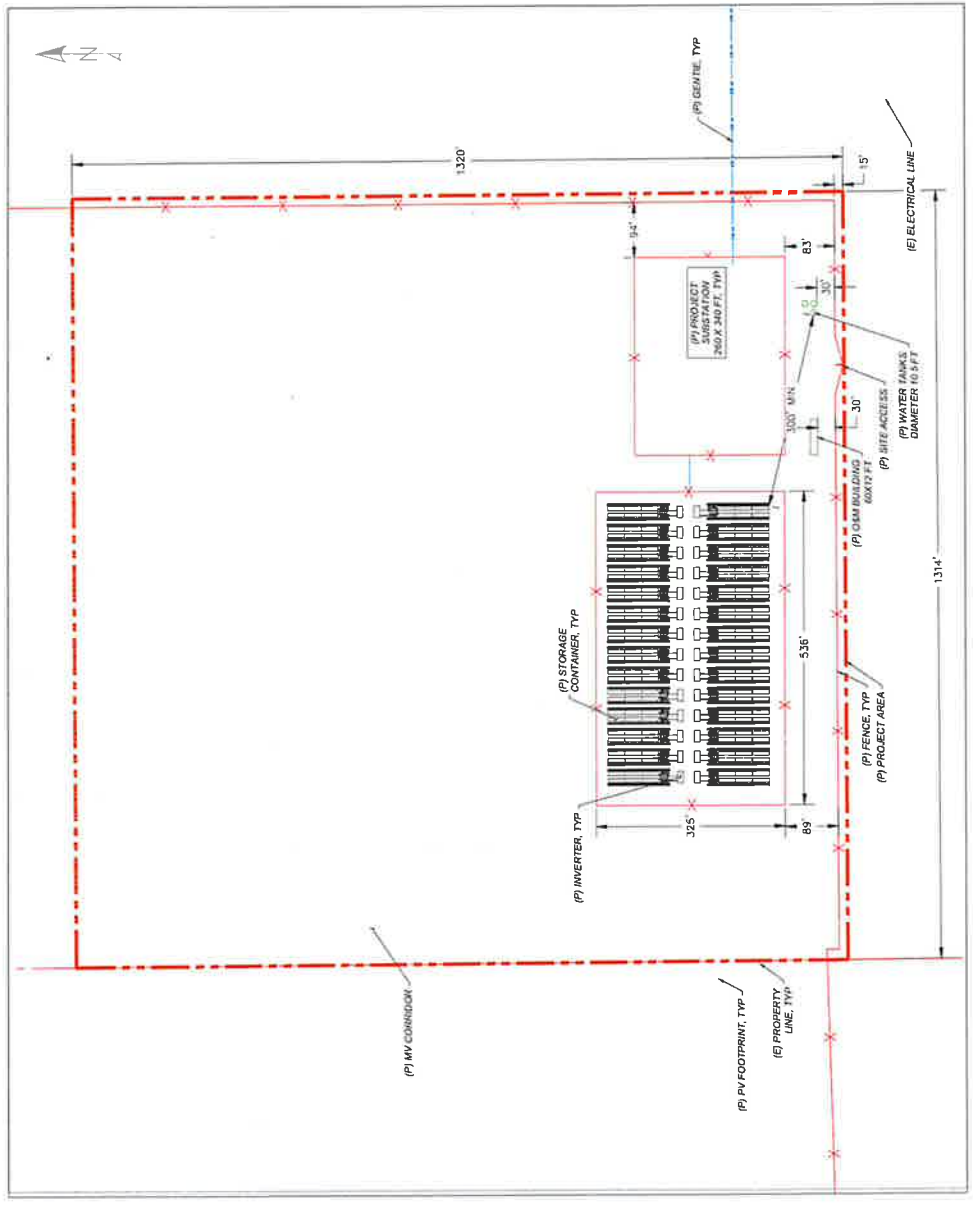 N
(P) GENTIE, TYP
1320'
15'
(E) ELECTRICAL LINE
94'
83'
(P) PROJECT
SUBSTATION
260 X 340 FT, TYP
30'
300' MIN
(P) WATER TANKS
DIAMETER 10.5 FT
(P) SITE ACCESS
30'
(P) O&M BUILDING
60X12 FT
1314'
536'
(P) STORAGE
CONTAINER, TYP
(P) FENCE, TYP
(P) PROJECT AREA
(P) INVERTER, TYP
325'
89'
(P) MV CORRIDOR
(P) PV FOOTPRINT, TYP
(E) PROPERTY
LINE, TYP